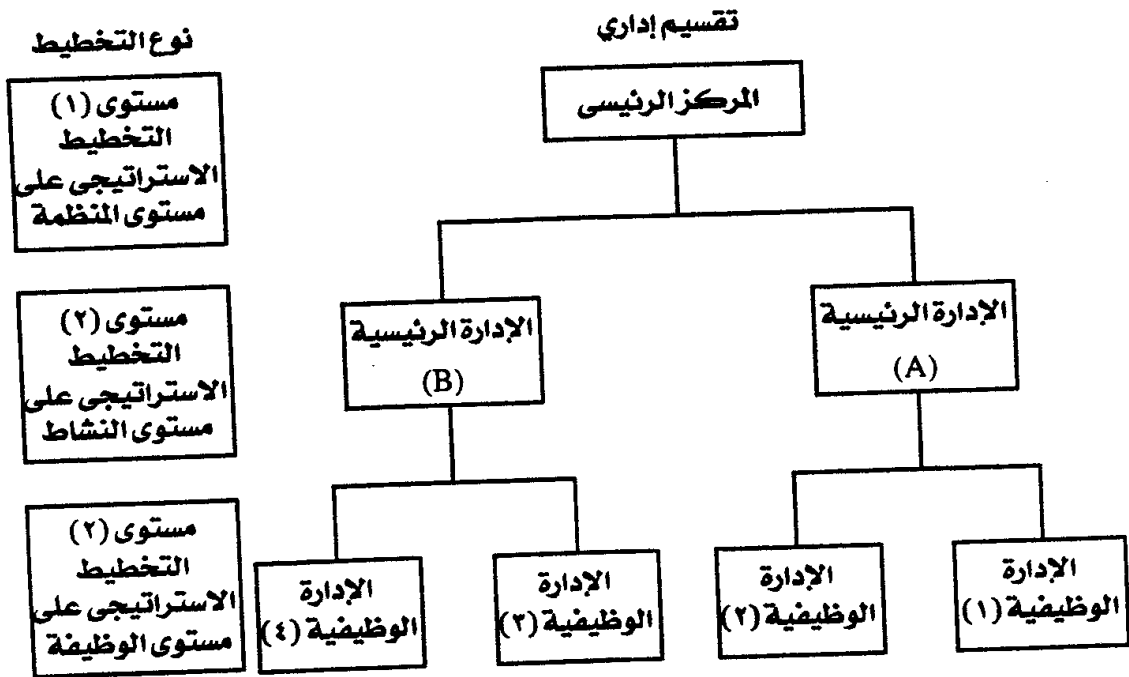 تقسيم إداري
المركز الرئيسى
الإدارة الرئيسية
(A)
الإدارة الرئيسية
(B)
الإدارة
الوظيفية (١)
الإدارة
الوظيفية (٢)
الإدارة
الوظيفية (٣)
الإدارة
الوظيفية (٤)
نوع التخطيط
مستوى (١)
التخطيط
الاستراتيجى على
مستوى المنظمة
مستوى (٢)
التخطيط
الاستراتيجى على
مستوى النشاط
مستوى (٣)
التخطيط
الاستراتيجى على
مستوى الوظيفة